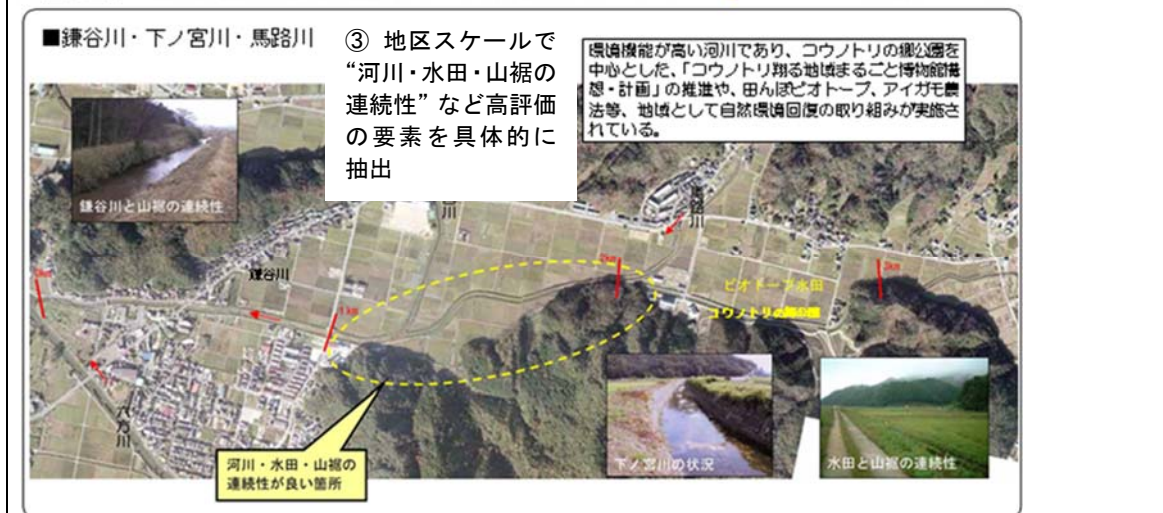 ■鎌谷川・下ノ宮川・馬路川
③ 地区スケールで
“河川・水田・山裾の
連続性” など高評価
の要素を具体的に
抽出
環境機能が高い河川であり、コウノトリの郷公園を
中心とした、「コウノトリ翔る地域まるごと博物館構
想・計画」の推進や、田んぼビオトープ、アイガモ農
法等、地域として自然環境回復の取り組みが実施さ
れている。
鎌谷川と山裾の連続性
川
馬路川
鎌谷川
0km
1km
2km
3km
ビオトープ水田
コウノトリの郷公園
六方川
河川・水田・山裾の
連続性が良い箇所
下ノ宮川の状況
水田と山裾の連続性